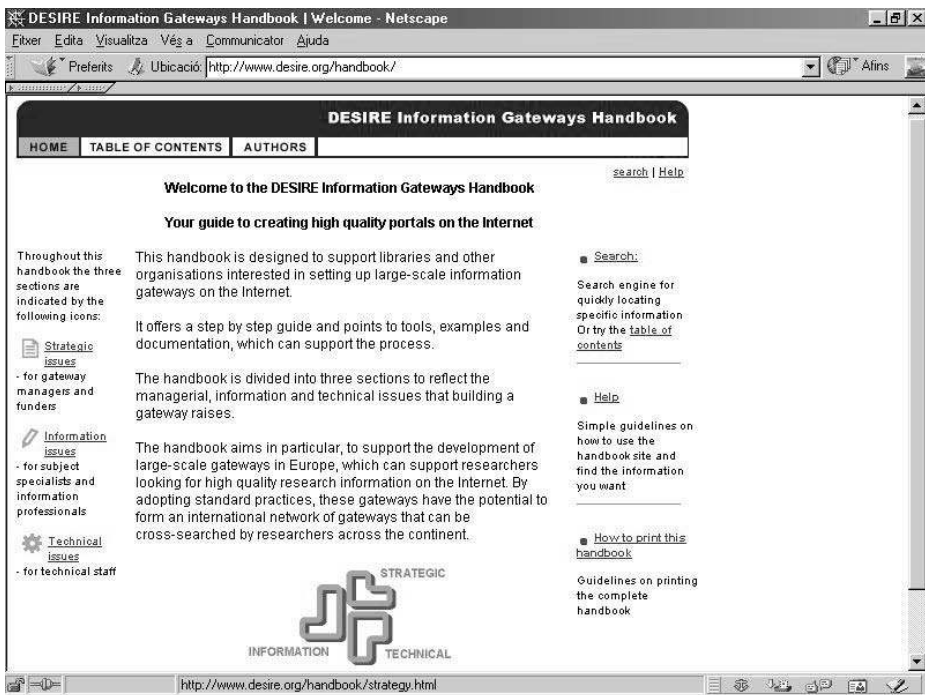 DESIRE Information Gateways Handbook | Welcome - Netscape
Fitxer Edita Visualitza Vés a Communicator Ajuda
Preferits Ubicació: http://www.desire.org/handbook/ Afins
DESIRE Information Gateways Handbook
HOME TABLE OF CONTENTS AUTHORS
search | Help
Welcome to the DESIRE Information Gateways Handbook
Your guide to creating high quality portals on the Internet
Throughout this
handbook the three
sections are
indicated by the
following icons:
Strategic
issues
- for gateway
managers and
funders
Information
issues
- for subject
specialists and
information
professionals
Technical
issues
- for technical staff
This handbook is designed to support libraries and other
organisations interested in setting up large-scale information
gateways on the Internet.
It offers a step by step guide and points to tools, examples and
documentation, which can support the process.
The handbook is divided into three sections to reflect the
managerial, information and technical issues that building a
gateway raises.
The handbook aims in particular, to support the development of
large-scale gateways in Europe, which can support researchers
looking for high quality research information on the Internet. By
adopting standard practices, these gateways have the potential to
form an international network of gateways that can be
cross-searched by researchers across the continent.
STRATEGIC
INFORMATION
TECHNICAL
Search:
Search engine for
quickly locating
specific information
Or try the table of
contents
Help
Simple guidelines on
how to use the
handbook site and
find the information
you want
How to print this
handbook
Guidelines on printing
the complete
handbook
http://www.desire.org/handbook/strategy.html